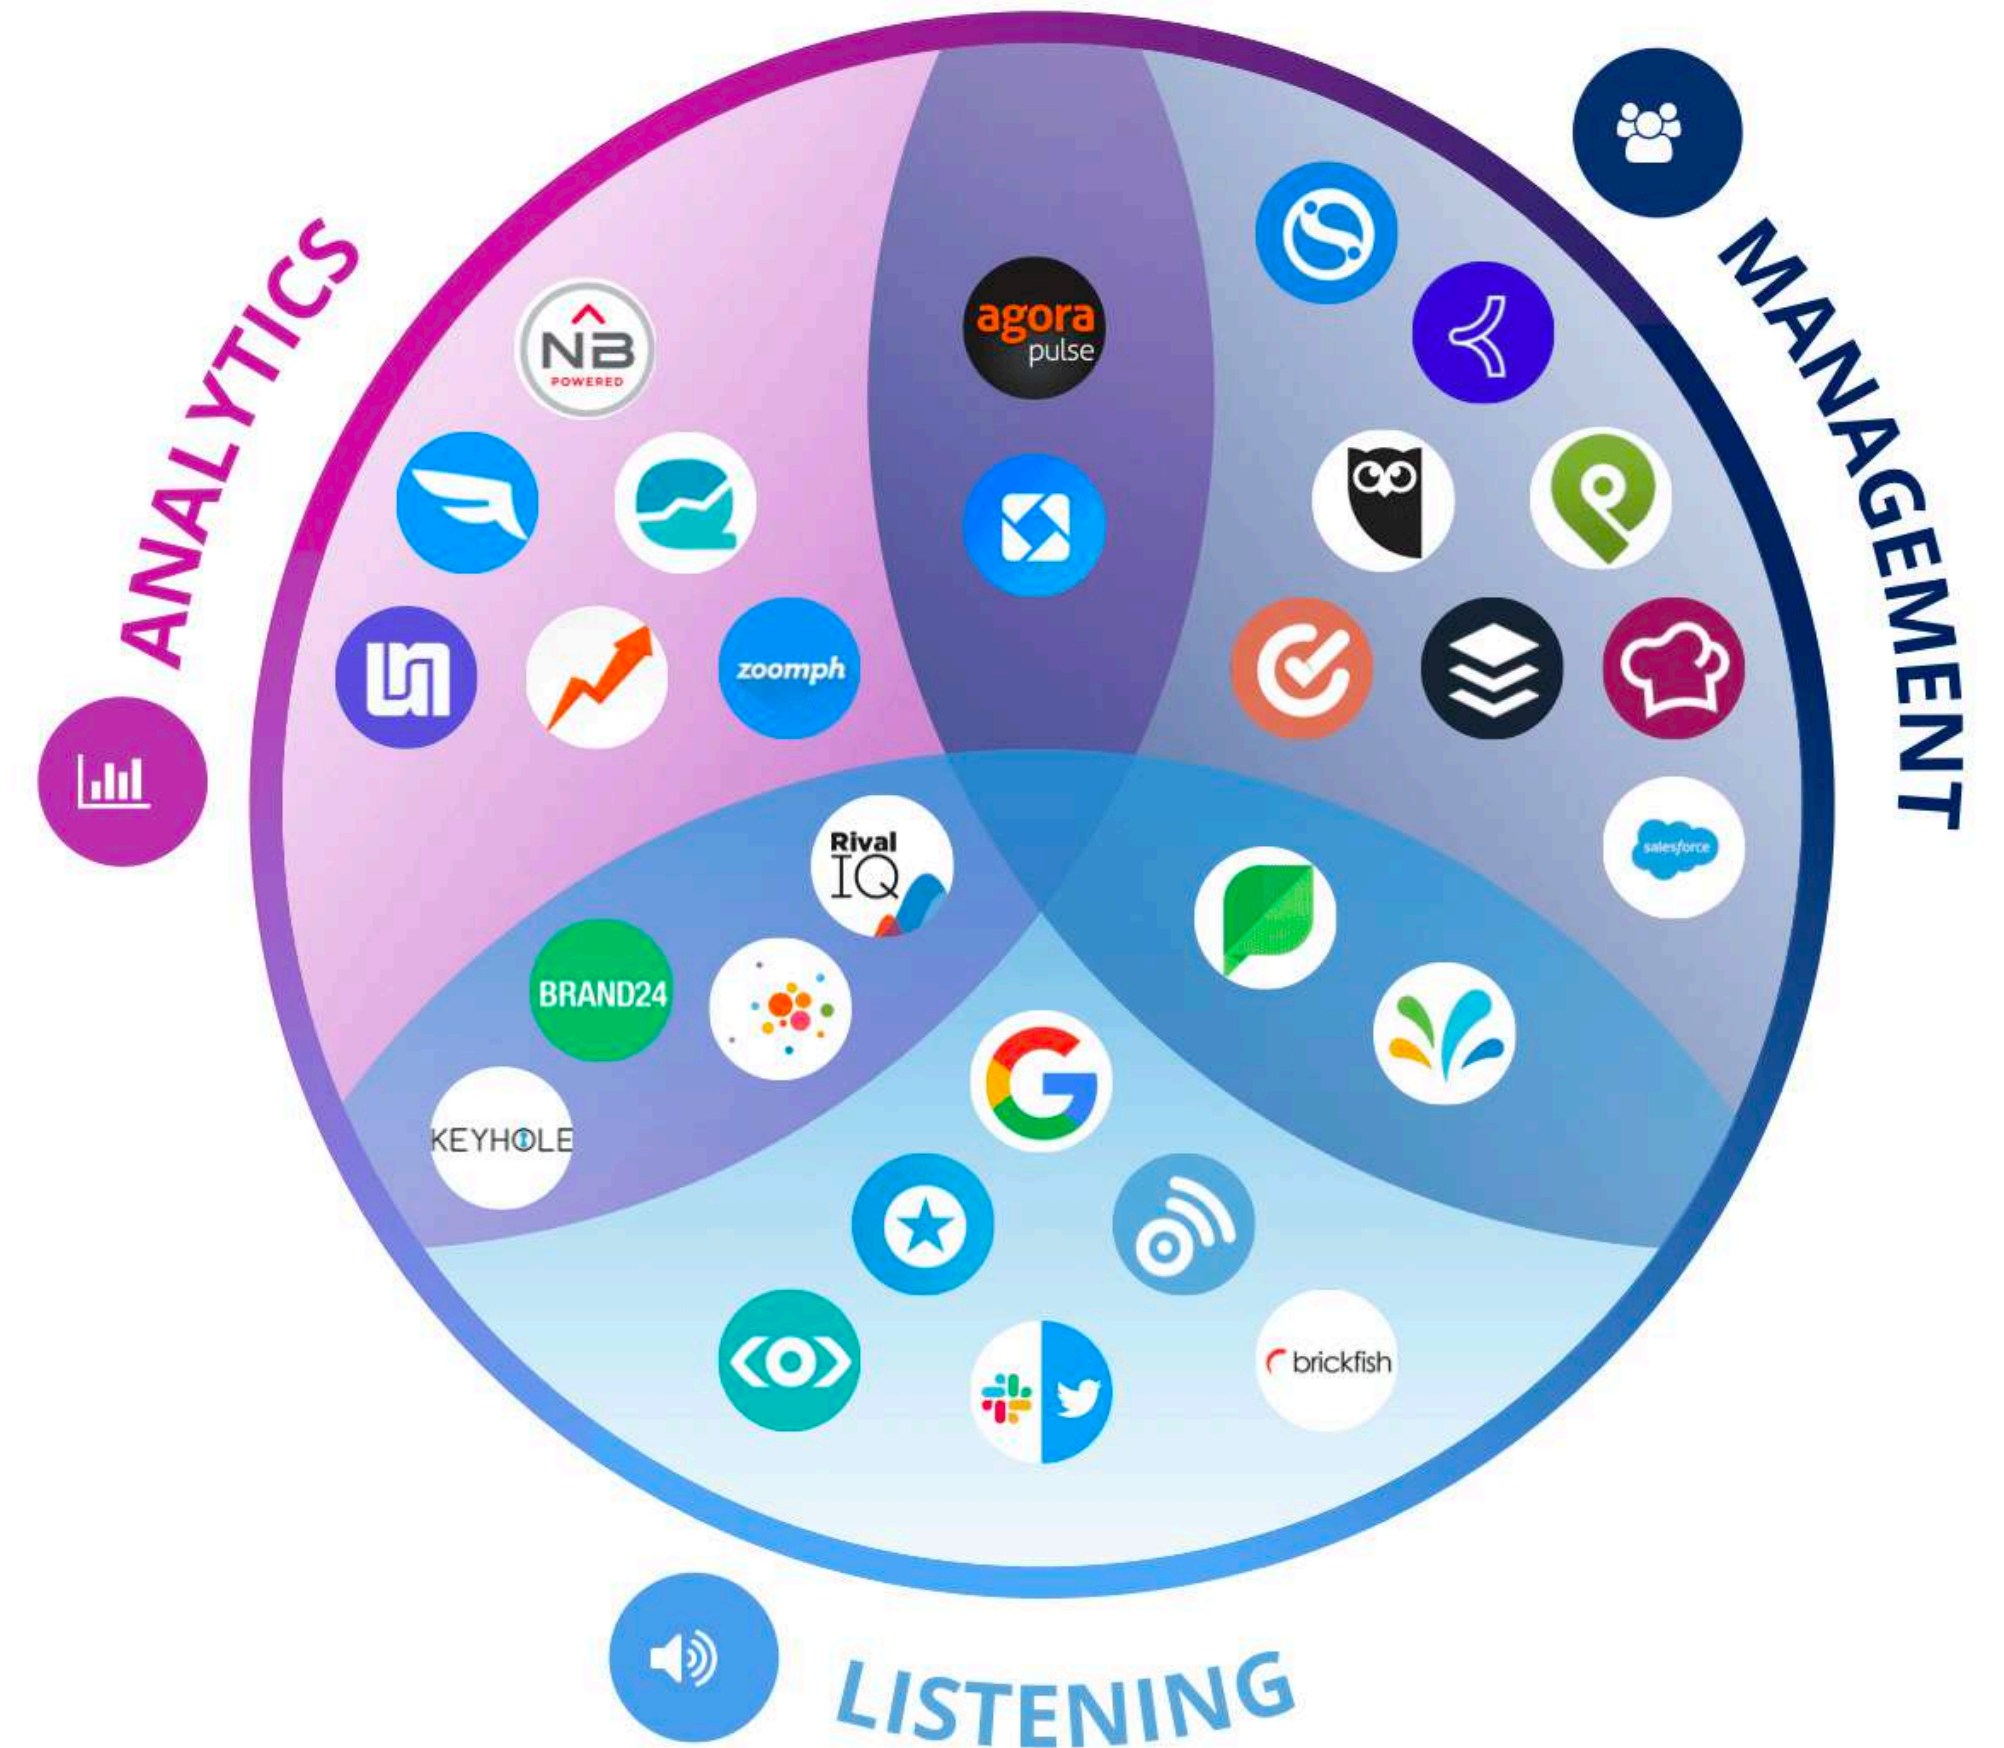 ANALYTICS
MANAGEMENT
NB
POWERED
agora
pulse
zoomph
salesforce
Rival
IQ
BRAND24
KEYHOLE
brickfish
LISTENING